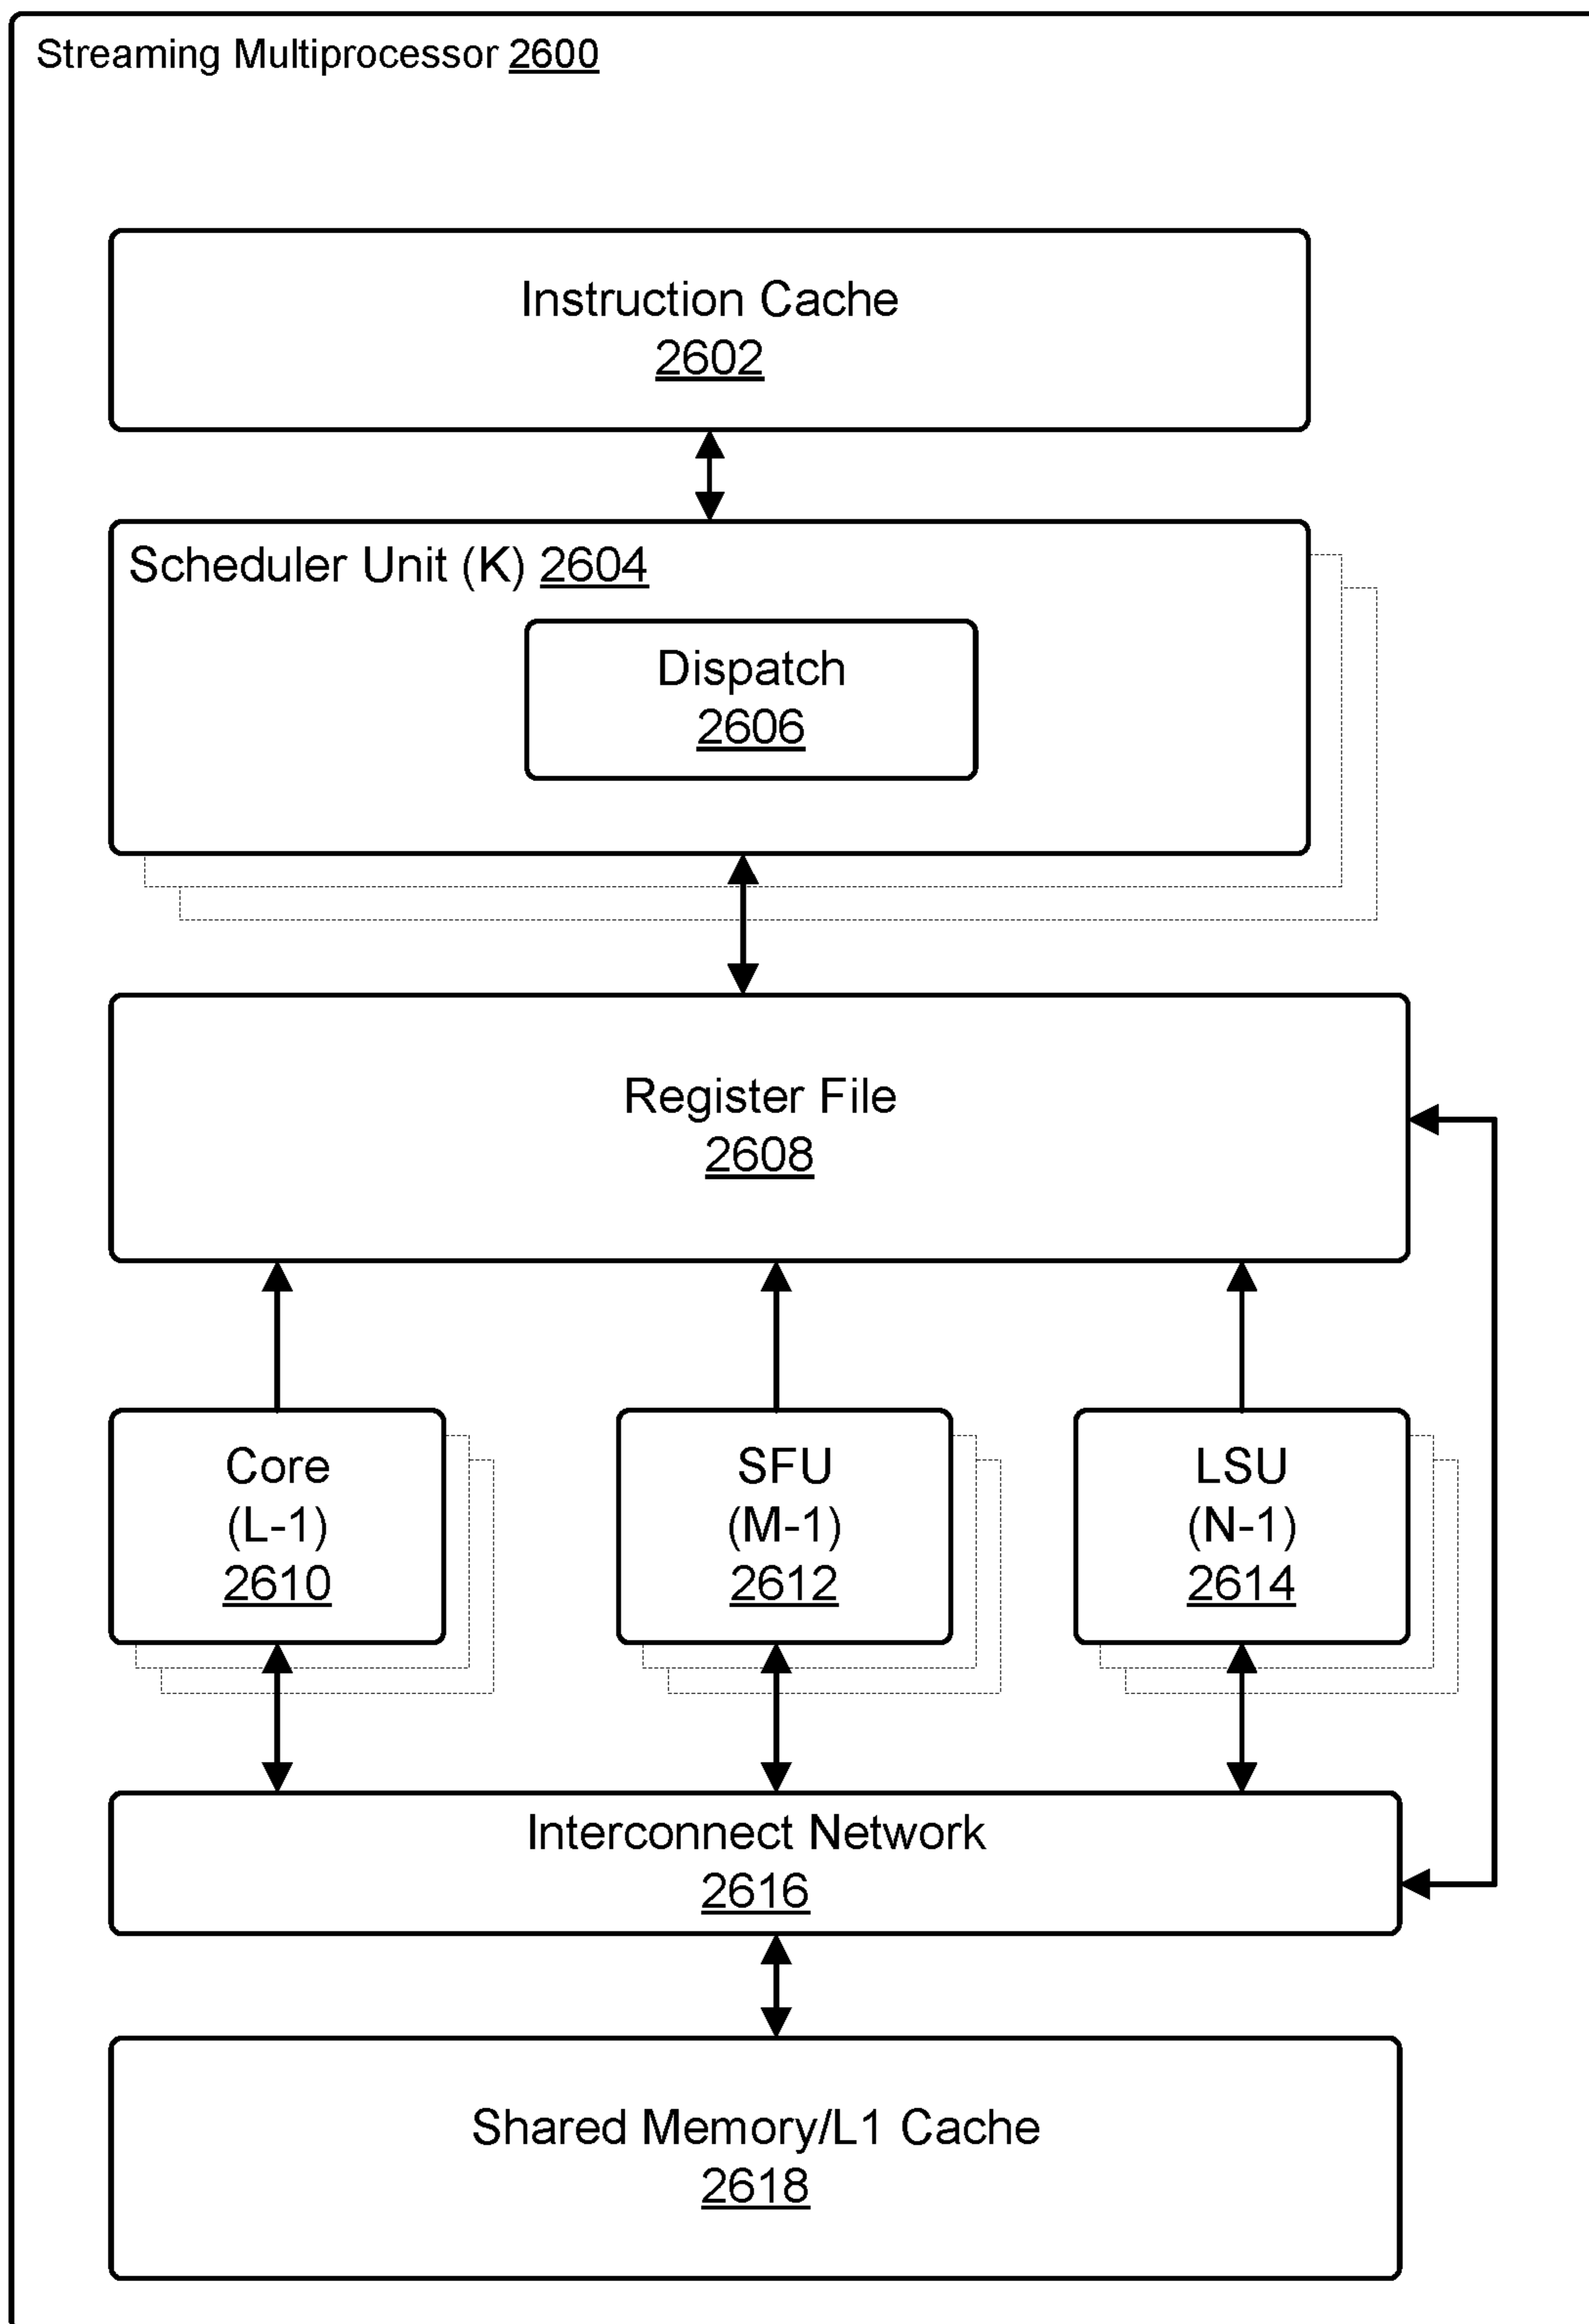 Streaming Multiprocessor 2600
Instruction Cache
2602
Scheduler Unit (K) 2604
Dispatch
2606
Register File
2608
Core
(L-1)
2610
SFU
(M-1)
2612
LSU
(N-1)
2614
Interconnect Network
2616
Shared Memory/L1 Cache
2618